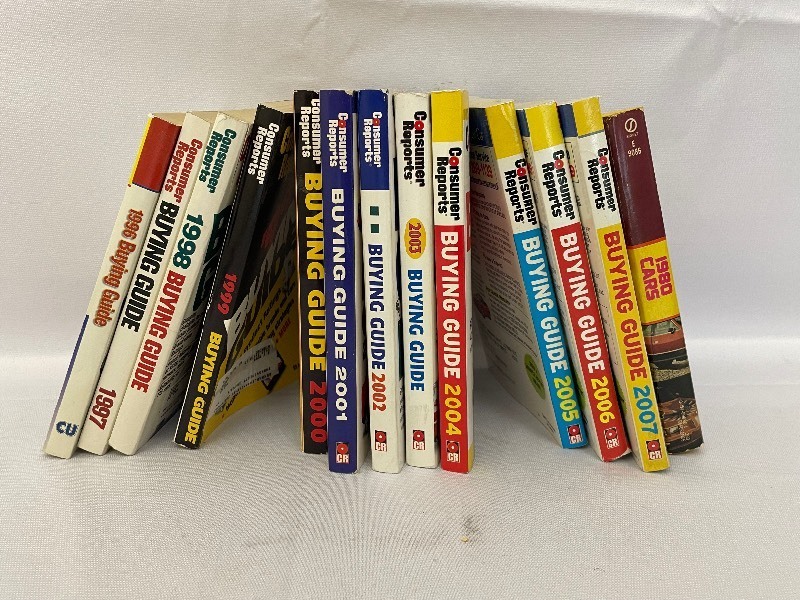 1996 Buying Guide
CU
Consumer
Reports
BUYING GUIDE
1997
Consumer
Reports
1998 BUYING GUIDE
Consumer
Reports
1999
BUYING GUIDE
Consumer
Reports
BUYING GUIDE 2000
Consumer
Reports
BUYING GUIDE 2001
CR
Consumer
Reports
BUYING GUIDE 2002
CR
Consumer
Reports
2003
BUYING GUIDE
CR
Consumer
Reports
BUYING GUIDE 2004
CR
Consumer
Reports
BUYING GUIDE 2005
CR
Consumer
Reports
BUYING GUIDE 2006
CR
Consumer
Reports
BUYING GUIDE 2007
CR
E
1980
CARS